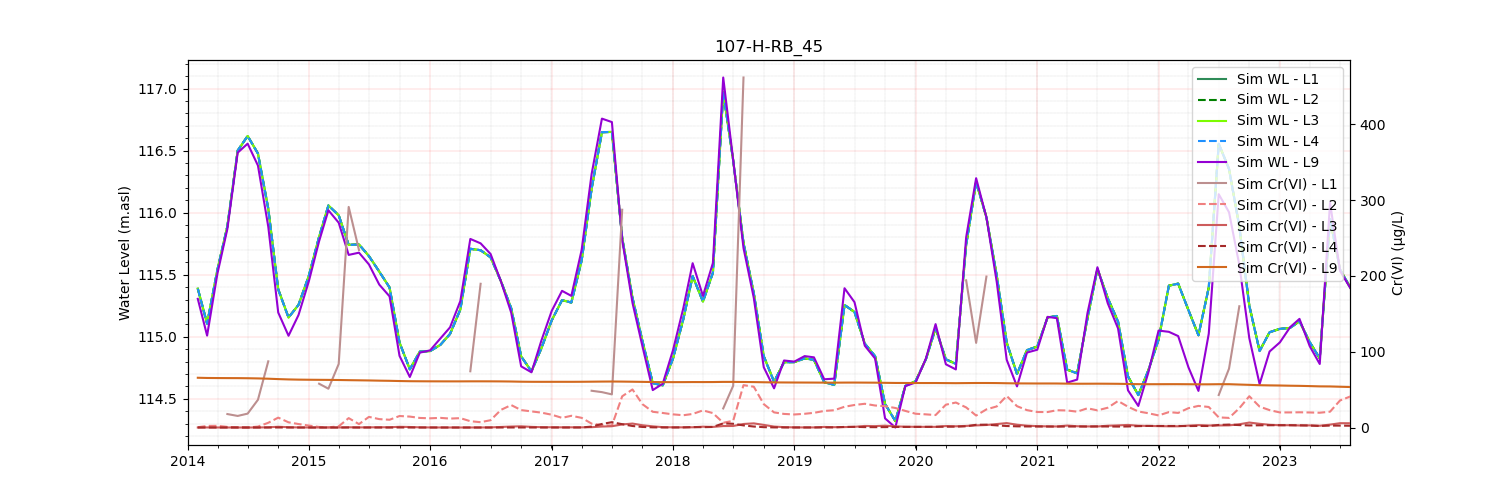 107-H-RB_45
Water Level (m.asl)
117.0
116.5
116.0
115.5
115.0
114.5
Sim WL - L1
Sim WL - L2
Sim WL - L3
Sim WL - L4
Sim WL - L9
Sim Cr(VI) - L1
Sim Cr(VI) - L2
Sim Cr(VI) - L3
Sim Cr(VI) - L4
Sim Cr(VI) - L9
400
300
200
100
0
Cr(VI) (µg/L)
2014 2015 2016 2017 2018 2019 2020 2021 2022 2023